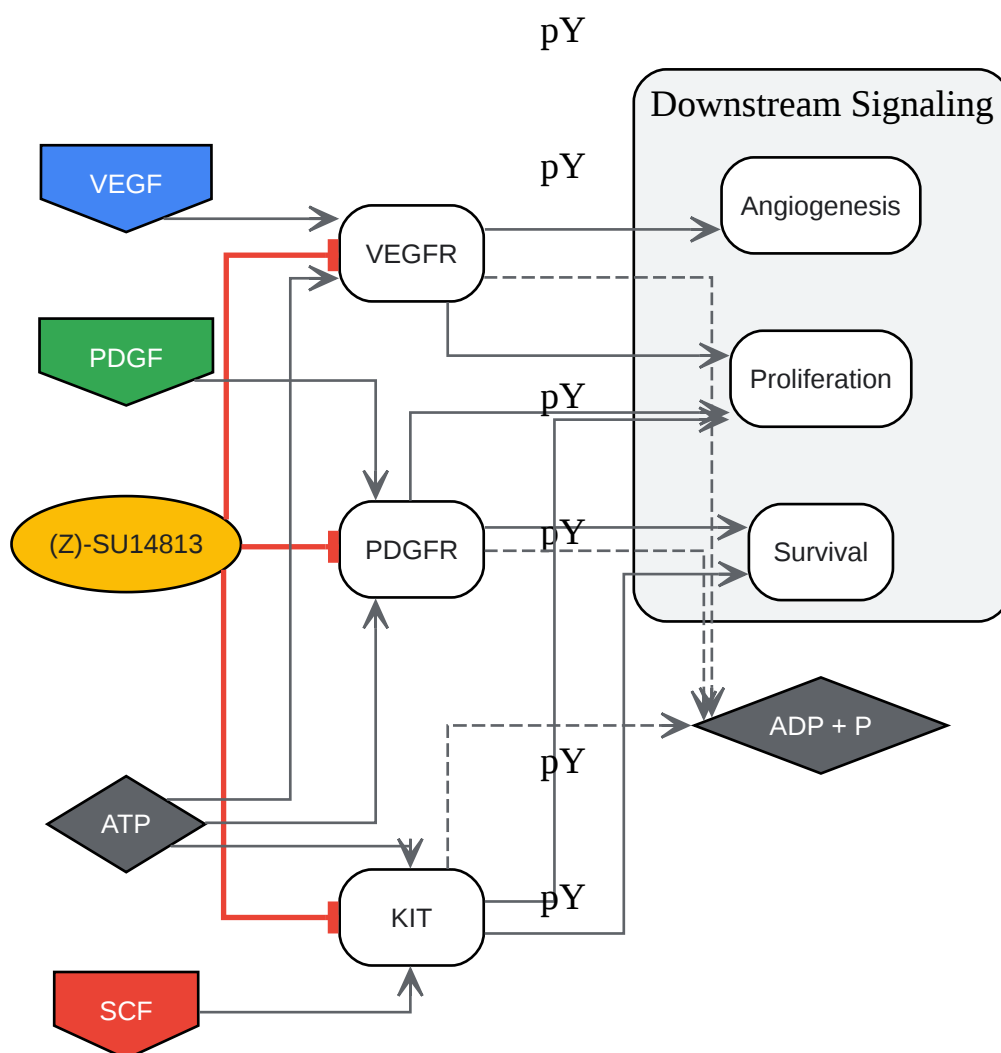 pY
Downstream Signaling
VEGF
pY
Angiogenesis
VEGFR
PDGF
Proliferation
pY
(Z)-SU14813
PDGFR
pY
Survival
ADP + P
pY
ATP
KIT
pY
SCF